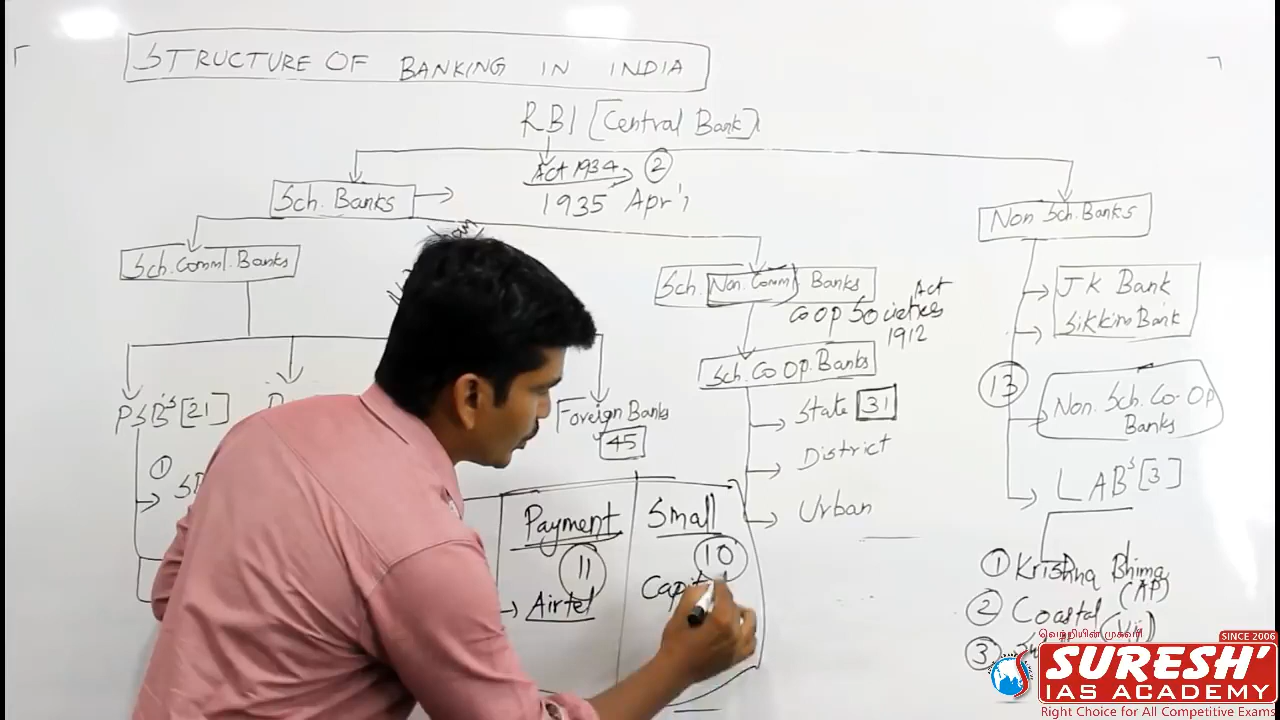 STRUCTURE OF BANKING IN INDIA
RBI [Central Bank]
Act 1934 ②
1935 Apr'1
Sch. Banks
Non Sch. Banks
Sch. Comml. Banks
Sch. Non. Comml Banks
Co Op Societies Act
1912
Sch. Co Op. Banks
State 31
District
Urban
PSB's [21]
①
Foreign Banks
45
Payment
11
Airtel
Small
10
Capit
JK Bank
Sikkim Bank
13
Non. Sch. Co-Op
Banks
LAB's [3]
① Krishna Bhima
(AP)
② Coastal
③
வெற்றியின் முகவரி
SINCE 2006
SURESH'
IAS ACADEMY
Right Choice for All Competitive Exams